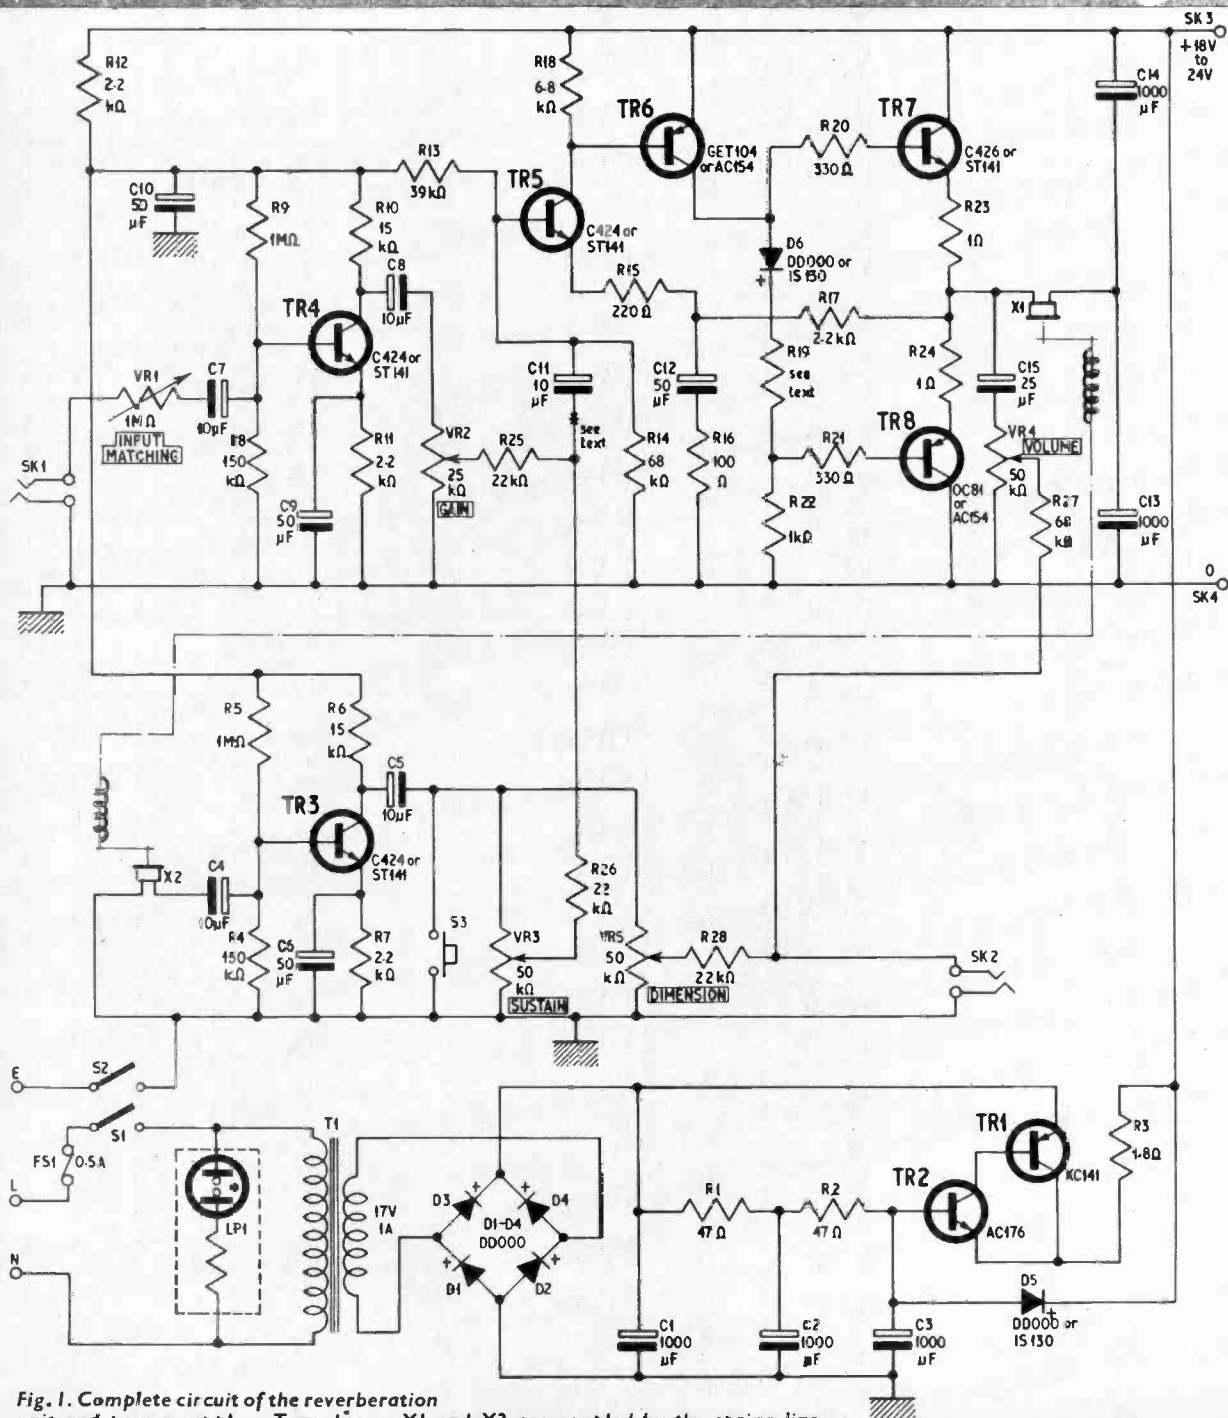 SK3
+18V
to
24V
R12
2·2
kΩ
R18
6·8
kΩ
C14
1000
µF
TR6
GET104
or AC154
R20
330Ω
TR7
C426 or
ST141
R13
39kΩ
C10
50
µF
R9
1MΩ
R10
15
kΩ
TR5
C424 or
ST141
R23
1Ω
D6
DD000 or
IS130
+
C8
10µF
R15
220Ω
R17
2·2kΩ
X1
TR4
C424 or
ST141
C11
10
µF
see
text
C12
50
µF
R19
see
text
R24
1Ω
C15
25
µF
VR1
1MΩ
INPUT
MATCHING
C7
10µF
R8
150
kΩ
R11
2·2
kΩ
VR2
25
kΩ
GAIN
R25
22kΩ
R14
68
kΩ
R16
100
Ω
R21
330Ω
TR8
OC81
or
AC154
VR4
50
kΩ
VOLUME
R27
68
kΩ
C13
1000
µF
SK1
C9
50
µF
R22
1kΩ
0
SK4
R5
1MΩ
R6
15
kΩ
C5
10µF
TR3
C424 or
ST141
X2
C4
10µF
R4
150
kΩ
C6
50
µF
R7
2·2
kΩ
S3
VR3
50
kΩ
SUSTAIN
R26
22
kΩ
VR5
50
kΩ
DIMENSION
R28
22kΩ
SK2
E
S2
S1
FS1
0·5A
L
N
LP1
T1
17V
1A
D3
D4
D1-D4
DD000
D1
D2
+
+
+
+
R1
47Ω
R2
47Ω
TR2
AC176
TR1
KC141
R3
1·8Ω
D5
DD000 or
IS130
+
C1
1000
µF
C2
1000
µF
C3
1000
µF
Fig. 1. Complete circuit of the reverberation